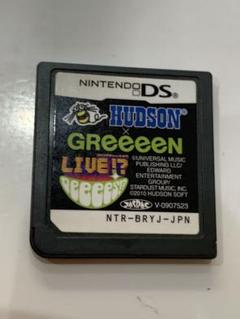 NINTENDO DS
HUDSON
×
GReeeeN
LIVE!?
DeeeeS!?
©UNIVERSAL MUSIC
PUBLISHING LLC/
EDWARD
ENTERTAINMENT
GROUP/
STARDUST MUSIC, INC.
©2010 HUDSON SOFT
V-0907523
NTR-BRYJ-JPN